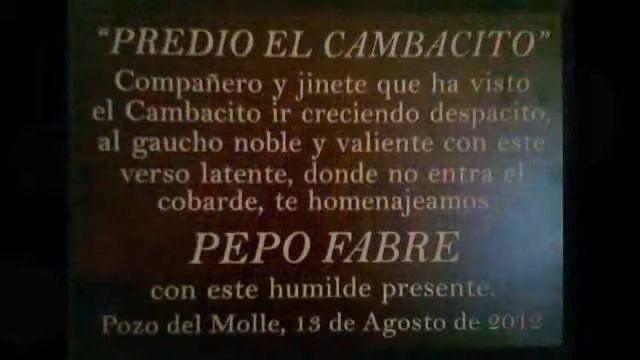 "PREDIO EL CAMBACITO"
Compañero y jinete que ha visto
el Cambacito ir creciendo despacito,
al gaucho noble y valiente con este
verso latente, donde no entra el
cobarde, te homenajeamos
PEPO FABRE
con este humilde presente.
Pozo del Molle, 13 de Agosto de 2012